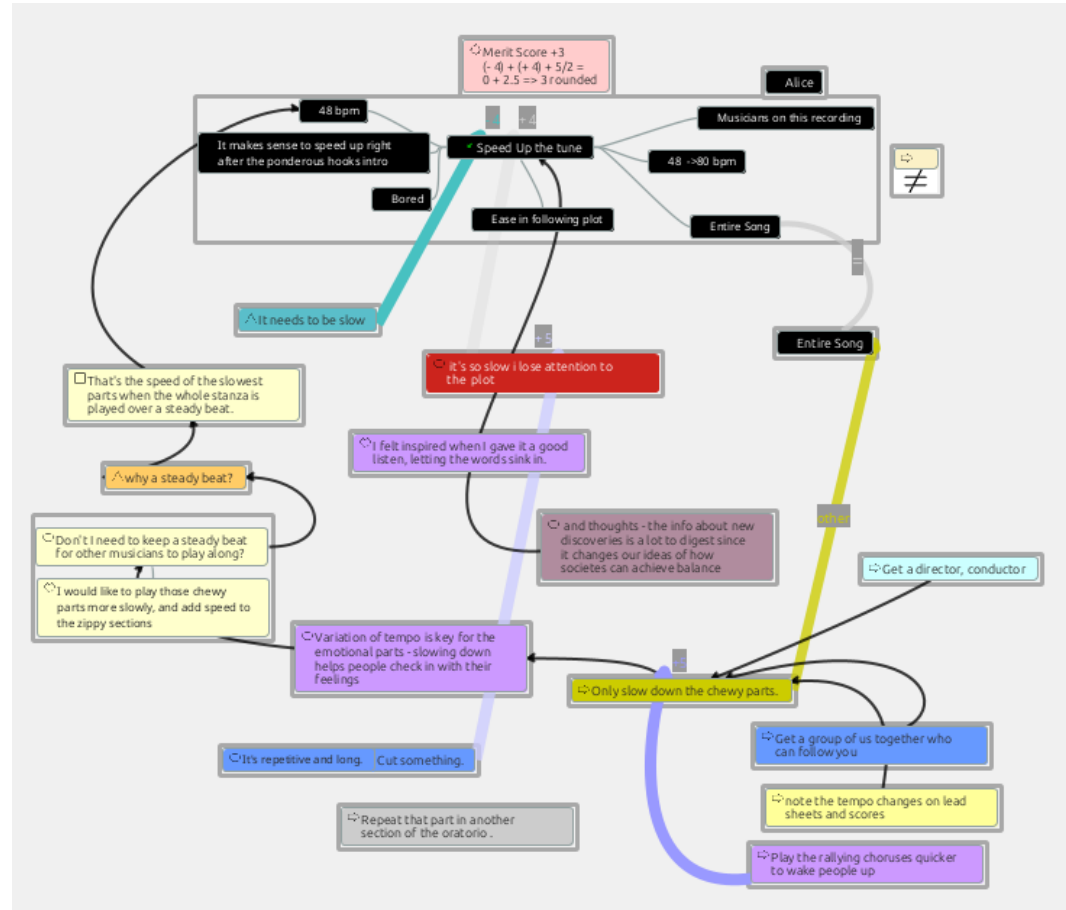 Merit Score +3
(- 4) + (+ 4) + 5/2 =
0 + 2.5 => 3 rounded
Alice
48 bpm
It makes sense to speed up right
after the ponderous hooks intro
Bored
+ 4
Speed Up the tune
Ease in following plot
Musicians on this recording
48 ->80 bpm
Entire Song
≠
=
It needs to be slow
+ 5
Entire Song
it's so slow i lose attention to
the plot
That's the speed of the slowest
parts when the whole stanza is
played over a steady beat.
I felt inspired when I gave it a good
listen, letting the words sink in.
why a steady beat?
other
and thoughts - the info about new
discoveries is a lot to digest since
it changes our ideas of how
societes can achieve balance
Don't I need to keep a steady beat
for other musicians to play along?
I would like to play those chewy
parts more slowly, and add speed to
the zippy sections
Get a director, conductor
Variation of tempo is key for the
emotional parts - slowing down
helps people check in with their
feelings
Only slow down the chewy parts.
It's repetitive and long. Cut something.
Get a group of us together who
can follow you
note the tempo changes on lead
sheets and scores
Repeat that part in another
section of the oratorio .
Play the rallying choruses quicker
to wake people up